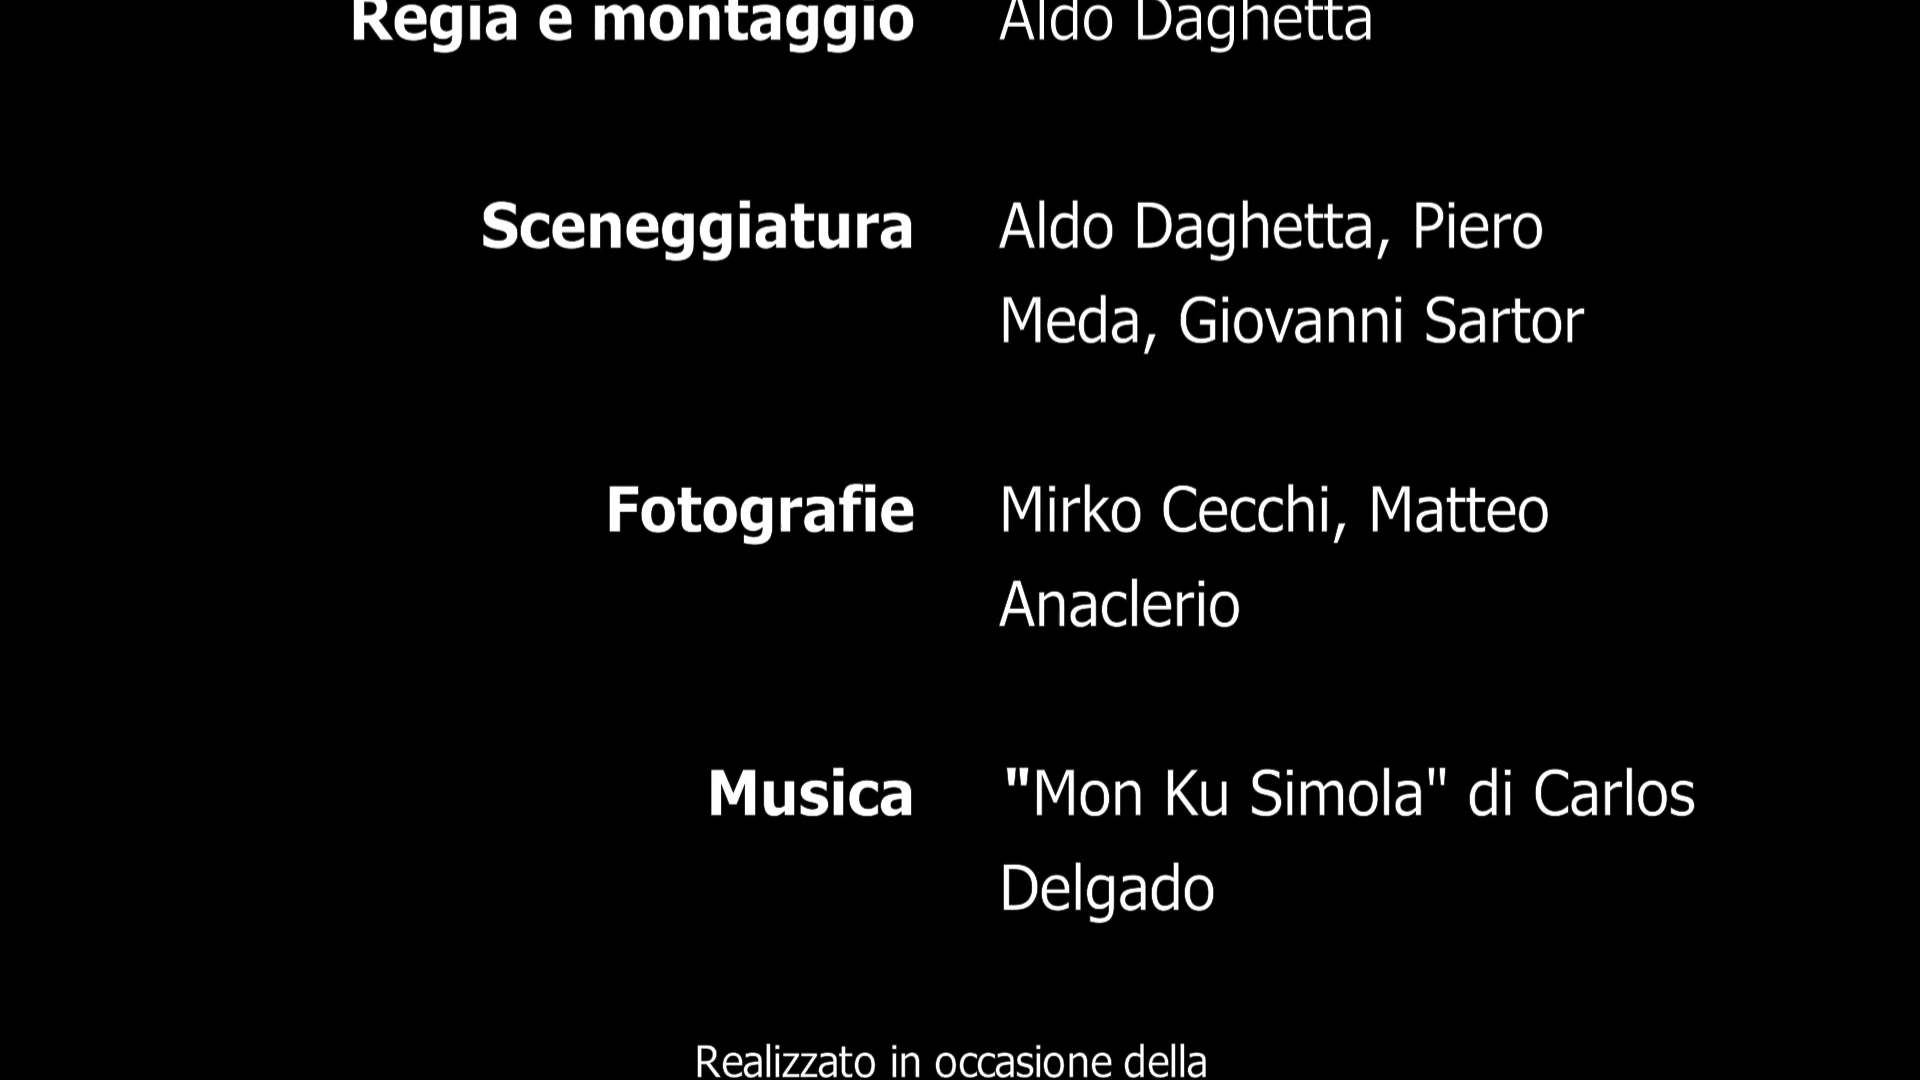 Regia e montaggio Aldo Daghetta
Sceneggiatura Aldo Daghetta, Piero
Meda, Giovanni Sartor
Fotografie Mirko Cecchi, Matteo
Anaclerio
Musica "Mon Ku Simola" di Carlos
Delgado
Realizzato in occasione della